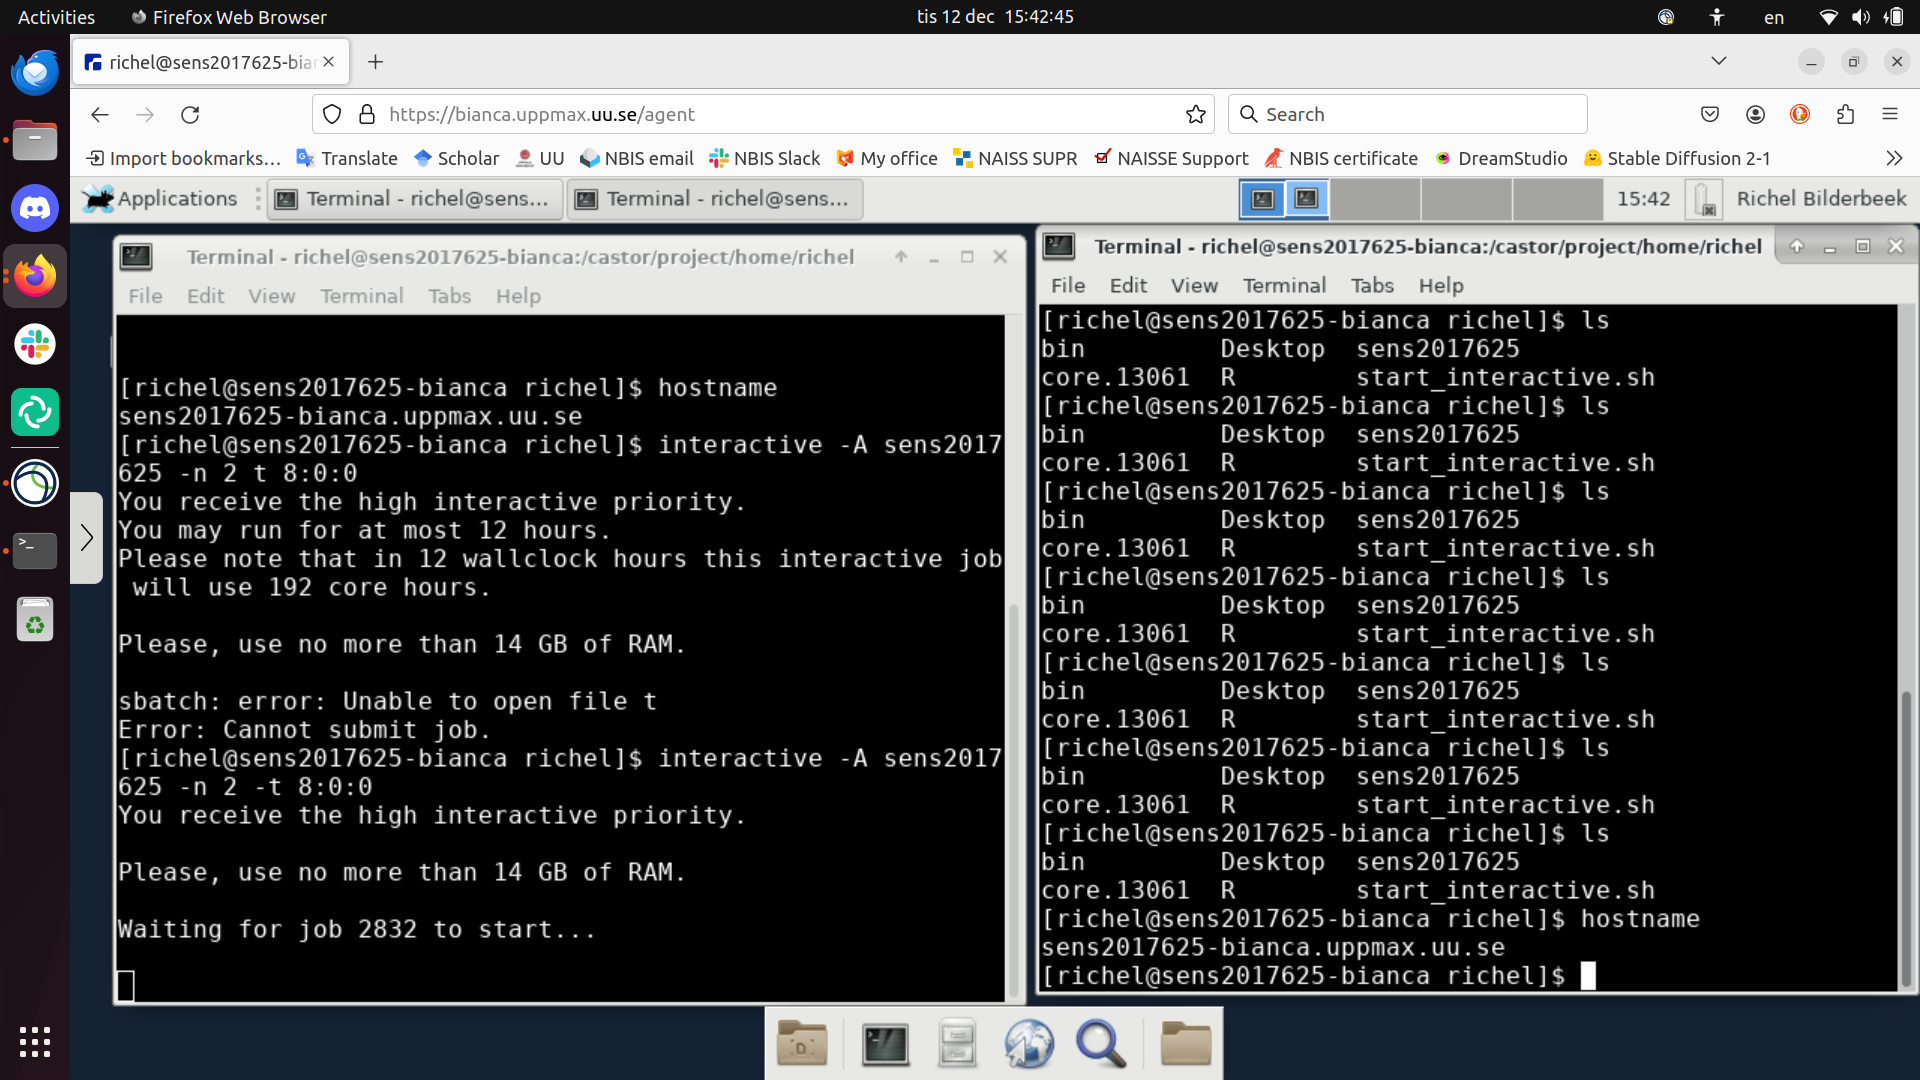 Activities
Firefox Web Browser
tis 12 dec 15:42:45
en
richel@sens2017625-bian
https://bianca.uppmax.uu.se/agent
Search
Import bookmarks...
Translate
Scholar
UU
NBIS email
NBIS Slack
My office
NAISS SUPR
NAISSE Support
NBIS certificate
DreamStudio
Stable Diffusion 2-1
Applications
Terminal - richel@sens...
Terminal - richel@sens...
15:42
Richel Bilderbeek
Terminal - richel@sens2017625-bianca:/castor/project/home/richel
File Edit View Terminal Tabs Help
[richel@sens2017625-bianca richel]$ hostname
sens2017625-bianca.uppmax.uu.se
[richel@sens2017625-bianca richel]$ interactive -A sens2017
625 -n 2 t 8:0:0
You receive the high interactive priority.
You may run for at most 12 hours.
Please note that in 12 wallclock hours this interactive job
will use 192 core hours.
Please, use no more than 14 GB of RAM.
sbatch: error: Unable to open file t
Error: Cannot submit job.
[richel@sens2017625-bianca richel]$ interactive -A sens2017
625 -n 2 -t 8:0:0
You receive the high interactive priority.
Please, use no more than 14 GB of RAM.
Waiting for job 2832 to start...
Terminal - richel@sens2017625-bianca:/castor/project/home/richel
File Edit View Terminal Tabs Help
[richel@sens2017625-bianca richel]$ ls
bin Desktop sens2017625
core.13061 R start_interactive.sh
[richel@sens2017625-bianca richel]$ ls
bin Desktop sens2017625
core.13061 R start_interactive.sh
[richel@sens2017625-bianca richel]$ ls
bin Desktop sens2017625
core.13061 R start_interactive.sh
[richel@sens2017625-bianca richel]$ ls
bin Desktop sens2017625
core.13061 R start_interactive.sh
[richel@sens2017625-bianca richel]$ ls
bin Desktop sens2017625
core.13061 R start_interactive.sh
[richel@sens2017625-bianca richel]$ ls
bin Desktop sens2017625
core.13061 R start_interactive.sh
[richel@sens2017625-bianca richel]$ ls
bin Desktop sens2017625
core.13061 R start_interactive.sh
[richel@sens2017625-bianca richel]$ hostname
sens2017625-bianca.uppmax.uu.se
[richel@sens2017625-bianca richel]$